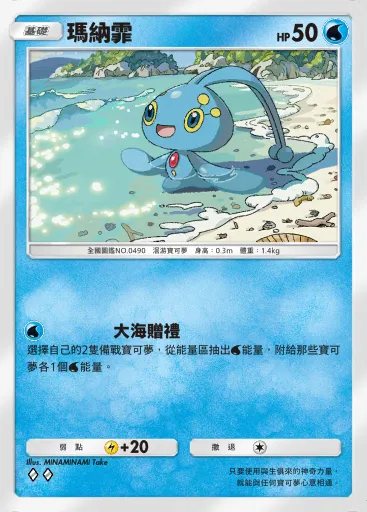 基礎 瑪納霏 HP 50
全國圖鑑NO.0490 洄游寶可夢 身高：0.3m 體重：1.4kg
大海贈禮
選擇自己的2隻備戰寶可夢，從能量區抽出能量，附給那些寶可
夢各1個能量。
弱點 +20 撤退
Illus. MINAMINAMI Take
只要使用與生俱來的神奇力量，
就能與任何寶可夢心意相通。